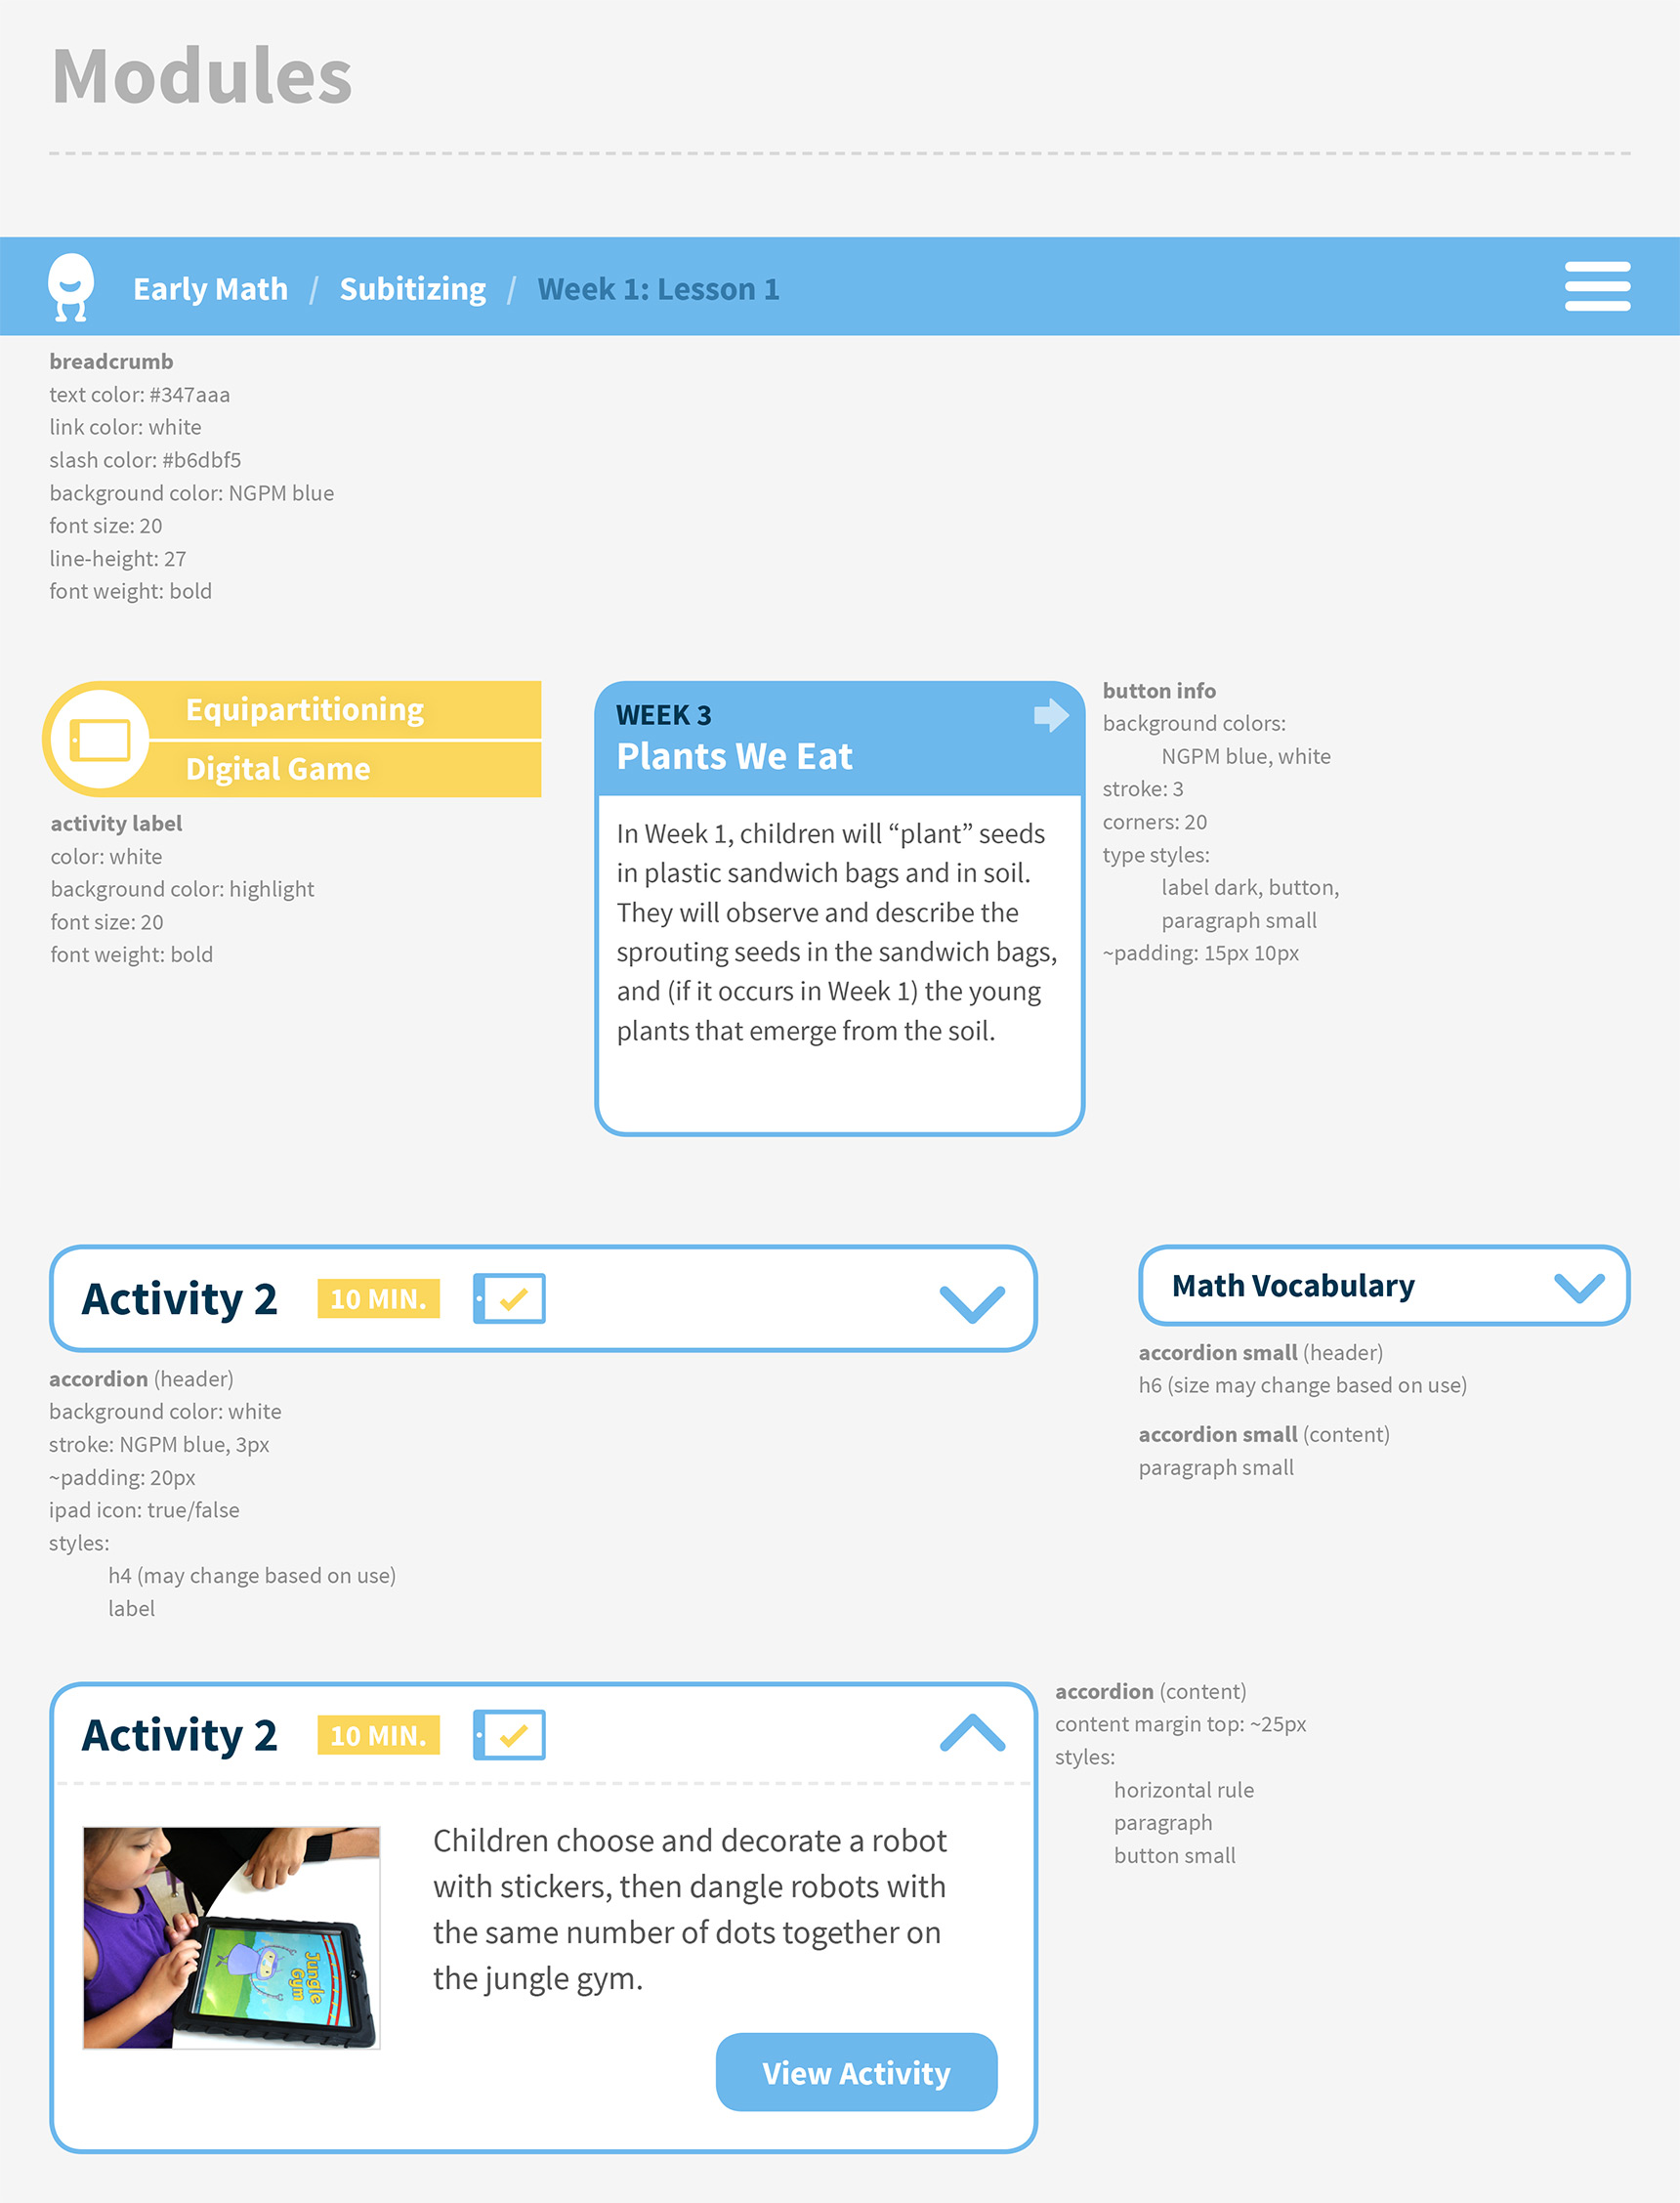 Modules
Early Math / Subitizing / Week 1: Lesson 1
breadcrumb
text color: #347aaa
link color: white
slash color: #b6dbf5
background color: NGPM blue
font size: 20
line-height: 27
font weight: bold
Equipartitioning
Digital Game
activity label
color: white
background color: highlight
font size: 20
font weight: bold
WEEK 3
Plants We Eat
In Week 1, children will “plant” seeds
in plastic sandwich bags and in soil.
They will observe and describe the
sprouting seeds in the sandwich bags,
and (if it occurs in Week 1) the young
plants that emerge from the soil.
button info
background colors:
NGPM blue, white
stroke: 3
corners: 20
type styles:
label dark, button,
paragraph small
~padding: 15px 10px
Activity 2 10 MIN.
accordion (header)
background color: white
stroke: NGPM blue, 3px
~padding: 20px
ipad icon: true/false
styles:
h4 (may change based on use)
label
Math Vocabulary
accordion small (header)
h6 (size may change based on use)
accordion small (content)
paragraph small
Activity 2 10 MIN.
Jungle
Gym
Children choose and decorate a robot
with stickers, then dangle robots with
the same number of dots together on
the jungle gym.
View Activity
accordion (content)
content margin top: ~25px
styles:
horizontal rule
paragraph
button small